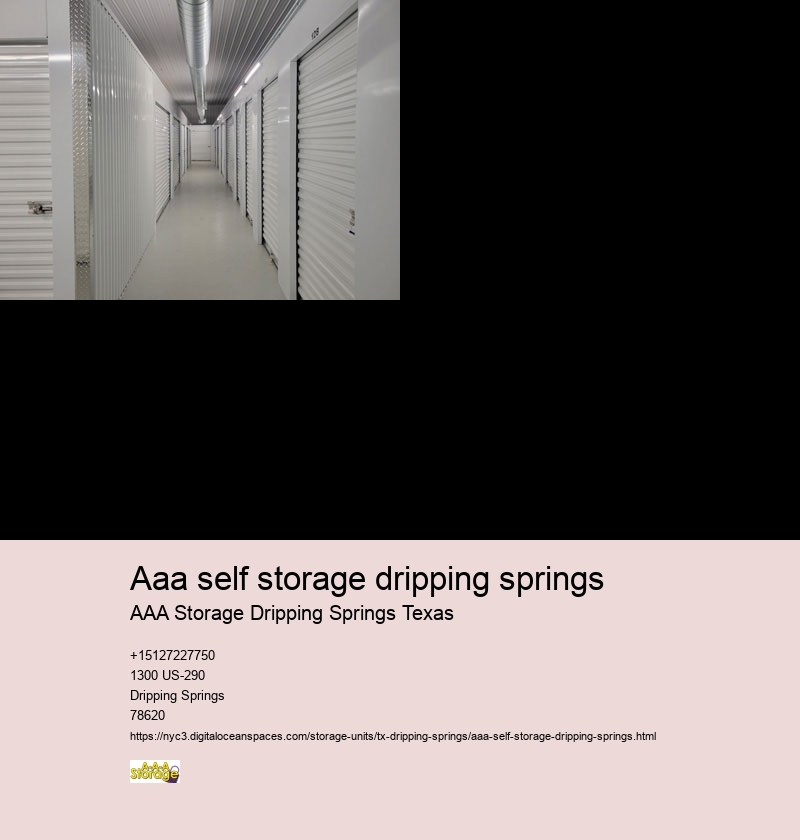 128
Aaa self storage dripping springs
AAA Storage Dripping Springs Texas
+15127227750
1300 US-290
Dripping Springs
78620
https://nyc3.digitaloceanspaces.com/storage-units/tx-dripping-springs/aaa-self-storage-dripping-springs.html
AAA
Storage